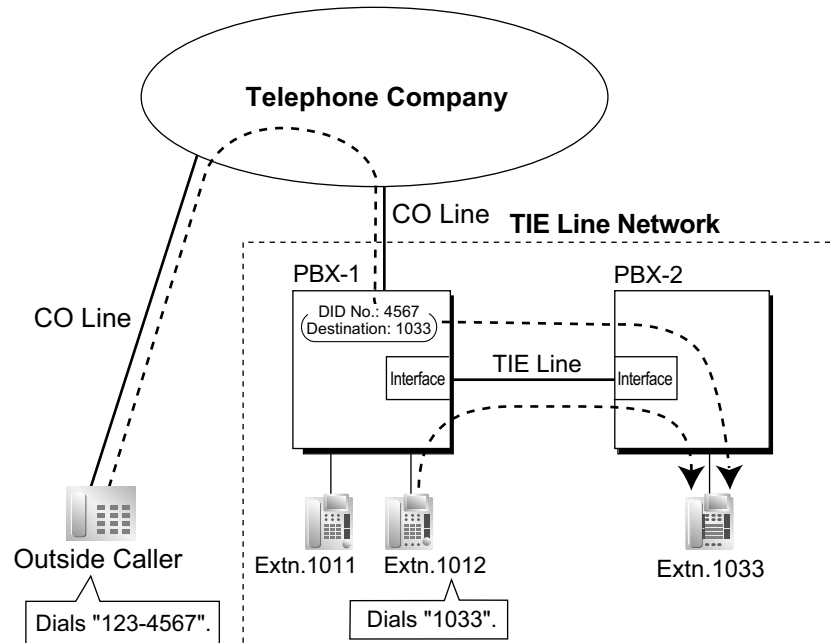 Telephone Company
CO Line
TIE Line Network
PBX-1
PBX-2
CO Line
DID No.: 4567
Destination: 1033
Interface
TIE Line
Interface
Outside Caller
Extn.1011
Extn.1012
Extn.1033
Dials "123-4567".
Dials "1033".